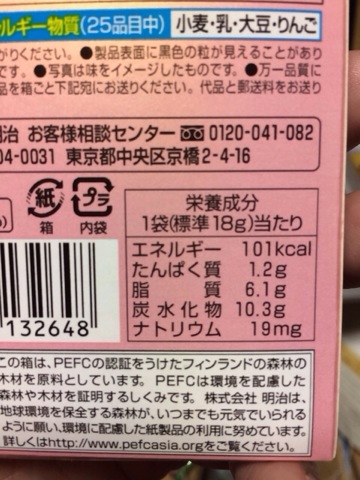 ルギー物質(25品目中) 小麦・乳・大豆・りんご
がりください。●製品表面に黒色の粒が見えることがあり
です。●写真は味をイメージしたものです。●万一品質に
品を箱ごと下記宛にお送りください。代品と郵送料をお送り
明治 お客様相談センター 0120-041-082
04-0031 東京都中央区京橋2-4-16
紙 プラ
箱 内袋
栄養成分
1袋(標準18g)当たり
エネルギー 101kcal
たんぱく質 1.2g
脂質 6.1g
炭水化物 10.3g
ナトリウム 19mg
132648
この箱は、PEFCの認証をうけたフィンランドの森林の
木材を原料としています。 PEFCは環境を配慮した
森林や木材を証明するしくみです。 株式会社 明治は、
地球環境を保全する森林が、いつまでも元気でいられる
よう願い、環境に配慮した紙製品の利用に努めています。
詳しくはhttp://www.pefcasia.orgをご覧ください。